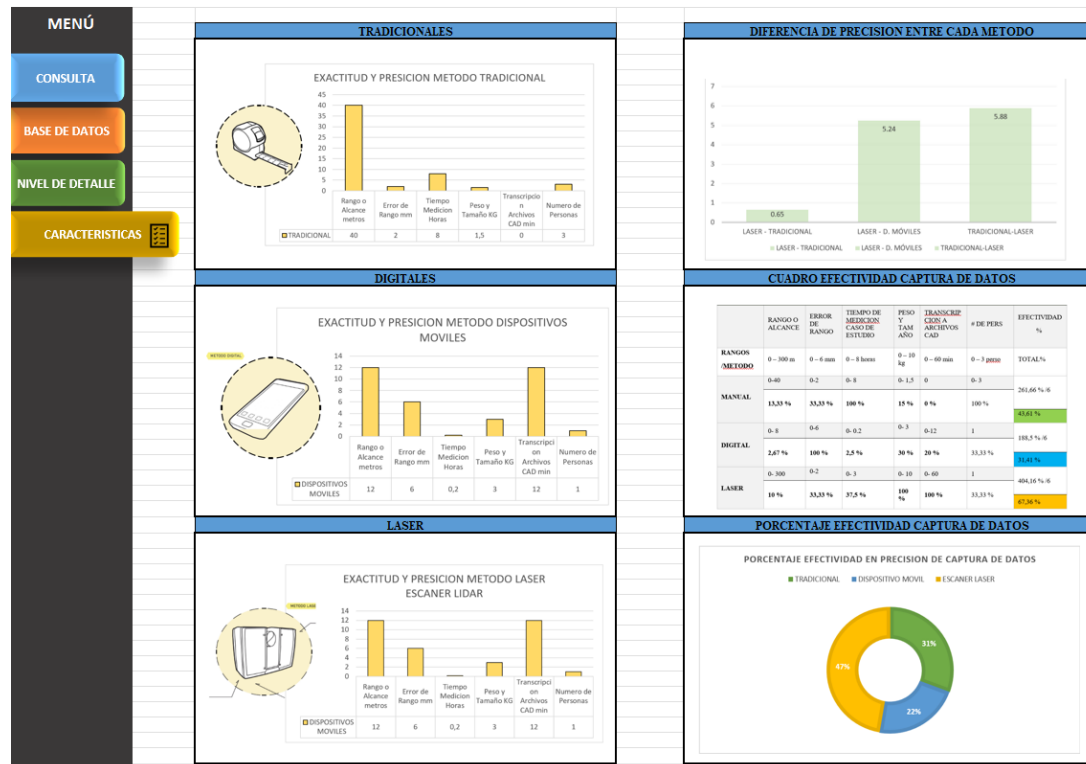 MENÚ
CONSULTA
BASE DE DATOS
NIVEL DE DETALLE
CARACTERISTICAS
TRADICIONALES
EXACTITUD Y PRESICION METODO TRADICIONAL
45
40
35
30
25
20
15
10
5
0
Rango o Alcance metros
Error de Rango mm
Tiempo Medicion Horas
Peso y Tamaño KG
Transcripcio n Archivos CAD min
Numero de Personas
TRADICIONAL 40 2 8 1,5 0 3
DIGITALES
METODO DIGITAL
EXACTITUD Y PRESICION METODO DISPOSITIVOS
MOVILES
14
12
10
8
6
4
2
0
Rango o Alcance metros
Error de Rango mm
Tiempo Medicion Horas
Peso y Tamaño KG
Transcripci on Archivos CAD min
Numero de Personas
DISPOSITIVOS MOVILES 12 6 0,2 3 12 1
LASER
EXACTITUD Y PRESICION METODO LASER
ESCANER LIDAR
14
12
10
8
6
4
2
0
Rango o Alcance metros
Error de Rango mm
Tiempo Medicion Horas
Peso y Tamaño KG
Transcripci on Archivos CAD min
Numero de Personas
DISPOSITIVOS MOVILES 12 6 0,2 3 12 1
DIFERENCIA DE PRECISION ENTRE CADA METODO
7
6
5
4
3
2
1
0
0.65
5.24
5.88
LASER - TRADICIONAL LASER - D. MÓVILES TRADICIONAL-LASER
LASER - TRADICIONAL LASER - D. MÓVILES TRADICIONAL-LASER
CUADRO EFECTIVIDAD CAPTURA DE DATOS
RANGO O ALCANCE
ERROR DE RANGO
TIEMPO DE MEDICION CASO DE ESTUDIO
PESO Y TAM AÑO
TRANSCRIP CION A ARCHIVOS CAD
# DE PERS
EFECTIVIDAD %
RANGOS /METODO 0 – 300 m 0 – 6 mm 0 – 8 horas 0 – 10 kg 0 – 60 min 0 – 3 perso TOTAL%
MANUAL
0-40 0-2 0- 8 0- 1,5 0 0- 3 261,66 % /6
13,33 % 33,33 % 100 % 15 % 0 % 100 % 43,61 %
DIGITAL
0- 8 0-6 0- 0.2 0- 3 0-12 1 188,5 % /6
2,67 % 100 % 2,5 % 30 % 20 % 33,33 % 31,41 %
LASER
0- 300 0-2 0- 3 0- 10 0- 60 1 404,16 % /6
10 % 33,33 % 37,5 % 100 % 100 % 33,33 % 67,36 %
PORCENTAJE EFECTIVIDAD CAPTURA DE DATOS
PORCENTAJE EFECTIVIDAD EN PRECISION DE CAPTURA DE DATOS
TRADICIONAL DISPOSITIVO MOVIL ESCANER LASER
31%
22%
47%